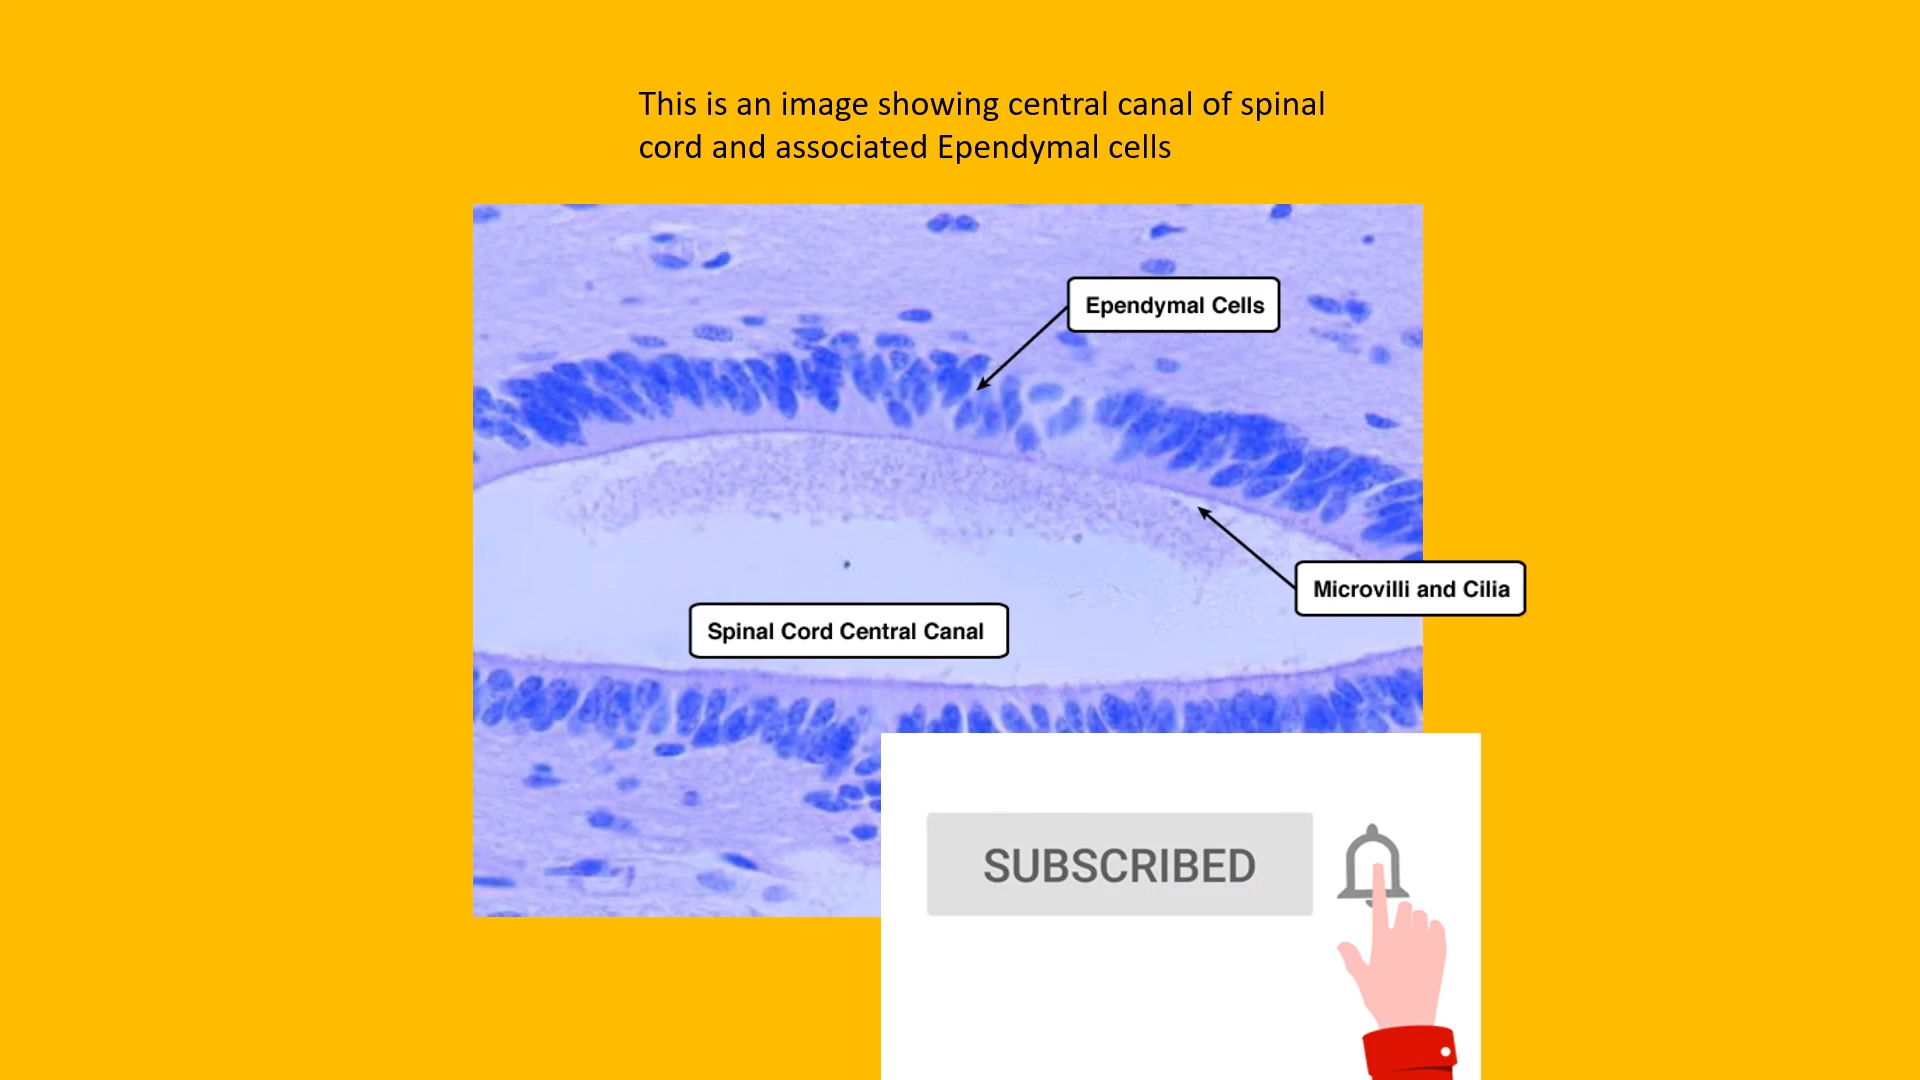 This is an image showing central canal of spinal
cord and associated Ependymal cells
Ependymal Cells
Microvilli and Cilia
Spinal Cord Central Canal
SUBSCRIBED